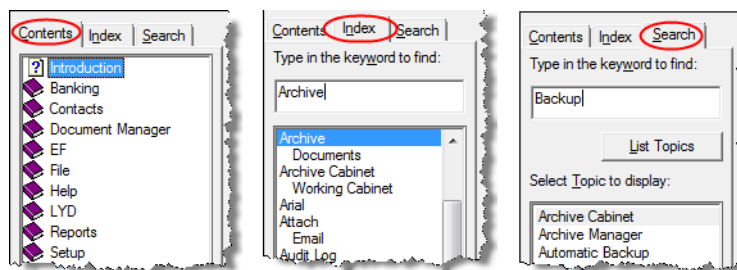 Contents Index Search
Introduction
Banking
Contacts
Document Manager
EF
File
Help
LYD
Reports
Setup
Contents Index Search
Type in the keyword to find:
Archive
Archive
Documents
Archive Cabinet
Working Cabinet
Arial
Attach
Email
Audit Log
Contents Index Search
Type in the keyword to find:
Backup
List Topics
Select Topic to display:
Archive Cabinet
Archive Manager
Automatic Backup